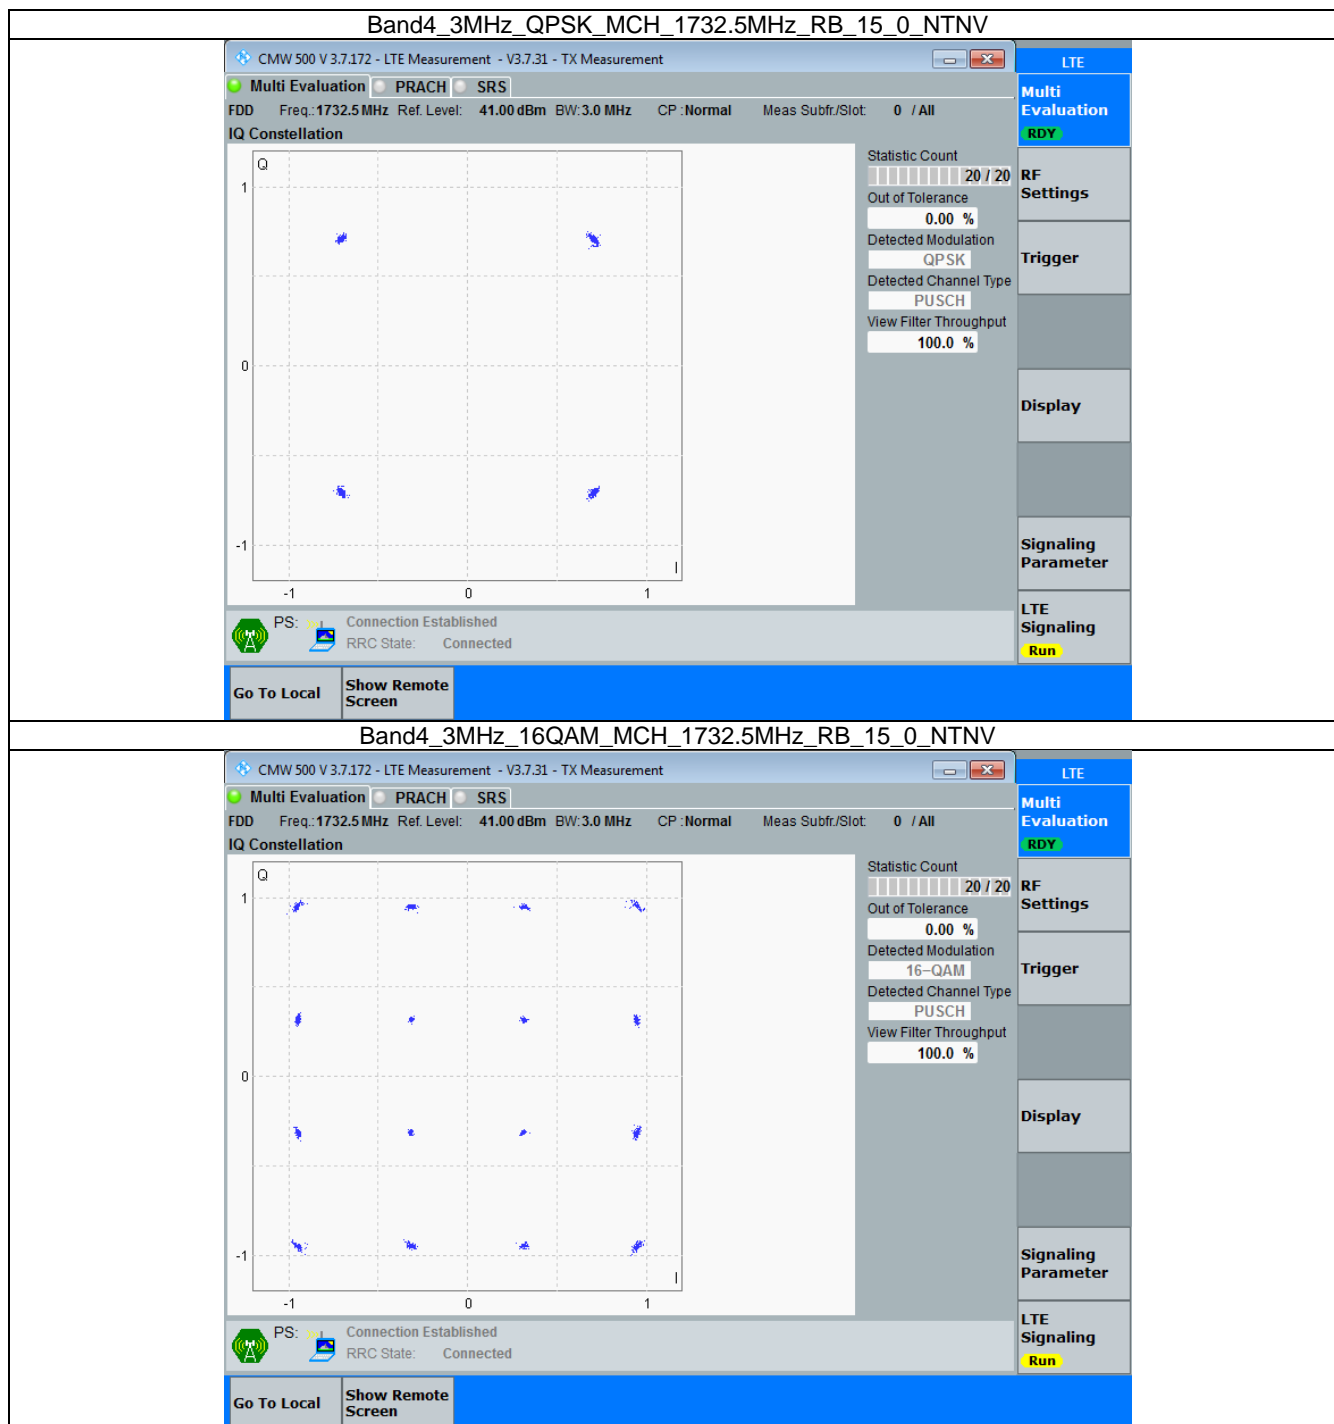 Band4_3MHz_QPSK_MCH_1732.5MHz_RB_15_0_NTNV
CMW 500 V 3.7.172 - LTE Measurement - V3.7.31 - TX Measurement
LTE
Multi Evaluation PRACH SRS
Multi Evaluation
RDY
FDD Freq.: 1732.5 MHz Ref. Level: 41.00 dBm BW: 3.0 MHz CP : Normal Meas Subfr./Slot: 0 / All
IQ Constellation
Q
1
0
-1
I
-1 0 1
Statistic Count
20 / 20
Out of Tolerance
0.00 %
Detected Modulation
QPSK
Detected Channel Type
PUSCH
View Filter Throughput
100.0 %
RF
Settings
Trigger
Display
Signaling
Parameter
LTE
Signaling
Run
PS: Connection Established
RRC State: Connected
Go To Local
Show Remote
Screen
Band4_3MHz_16QAM_MCH_1732.5MHz_RB_15_0_NTNV
CMW 500 V 3.7.172 - LTE Measurement - V3.7.31 - TX Measurement
LTE
Multi Evaluation PRACH SRS
Multi Evaluation
RDY
FDD Freq.: 1732.5 MHz Ref. Level: 41.00 dBm BW: 3.0 MHz CP : Normal Meas Subfr./Slot: 0 / All
IQ Constellation
Q
1
0
-1
I
-1 0 1
Statistic Count
20 / 20
Out of Tolerance
0.00 %
Detected Modulation
16-QAM
Detected Channel Type
PUSCH
View Filter Throughput
100.0 %
RF
Settings
Trigger
Display
Signaling
Parameter
LTE
Signaling
Run
PS: Connection Established
RRC State: Connected
Go To Local
Show Remote
Screen